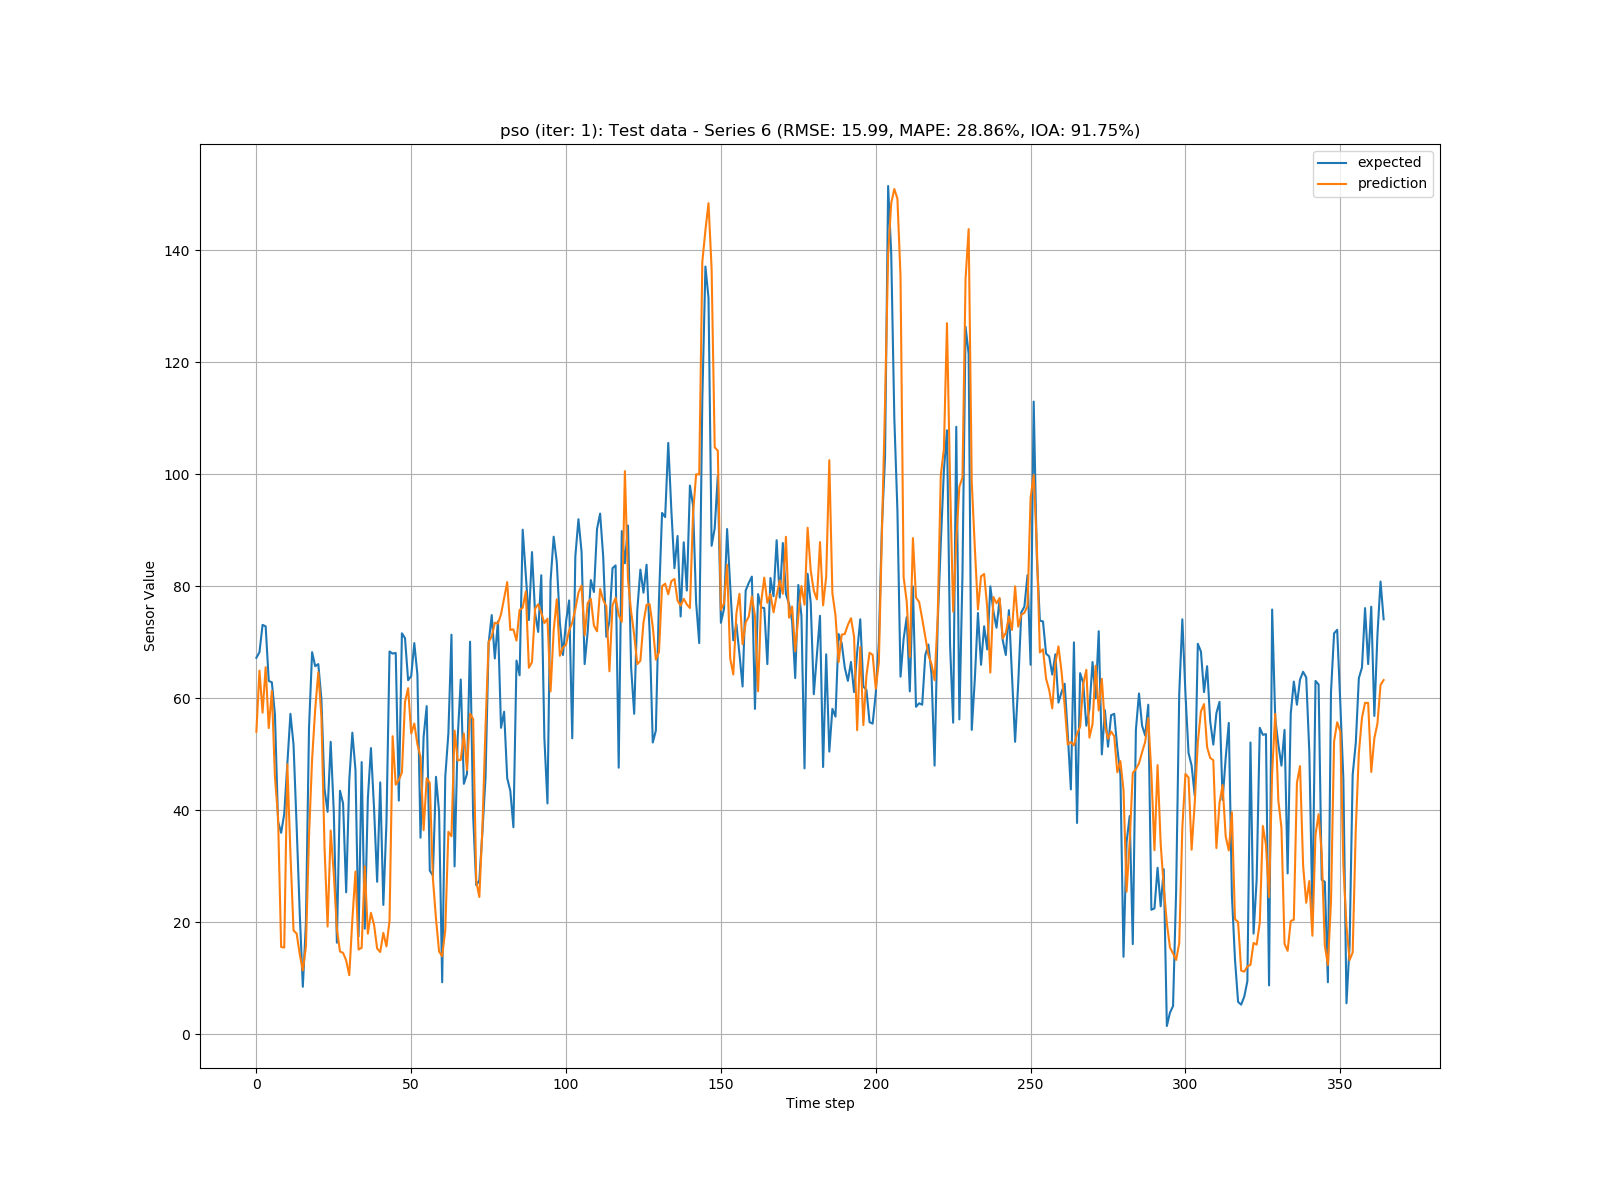 pso (iter: 1): Test data - Series 6 (RMSE: 15.99, MAPE: 28.86%, IOA: 91.75%)
expected
prediction
Sensor Value
140
120
100
80
60
40
20
0
0 50 100 150 200 250 300 350
Time step